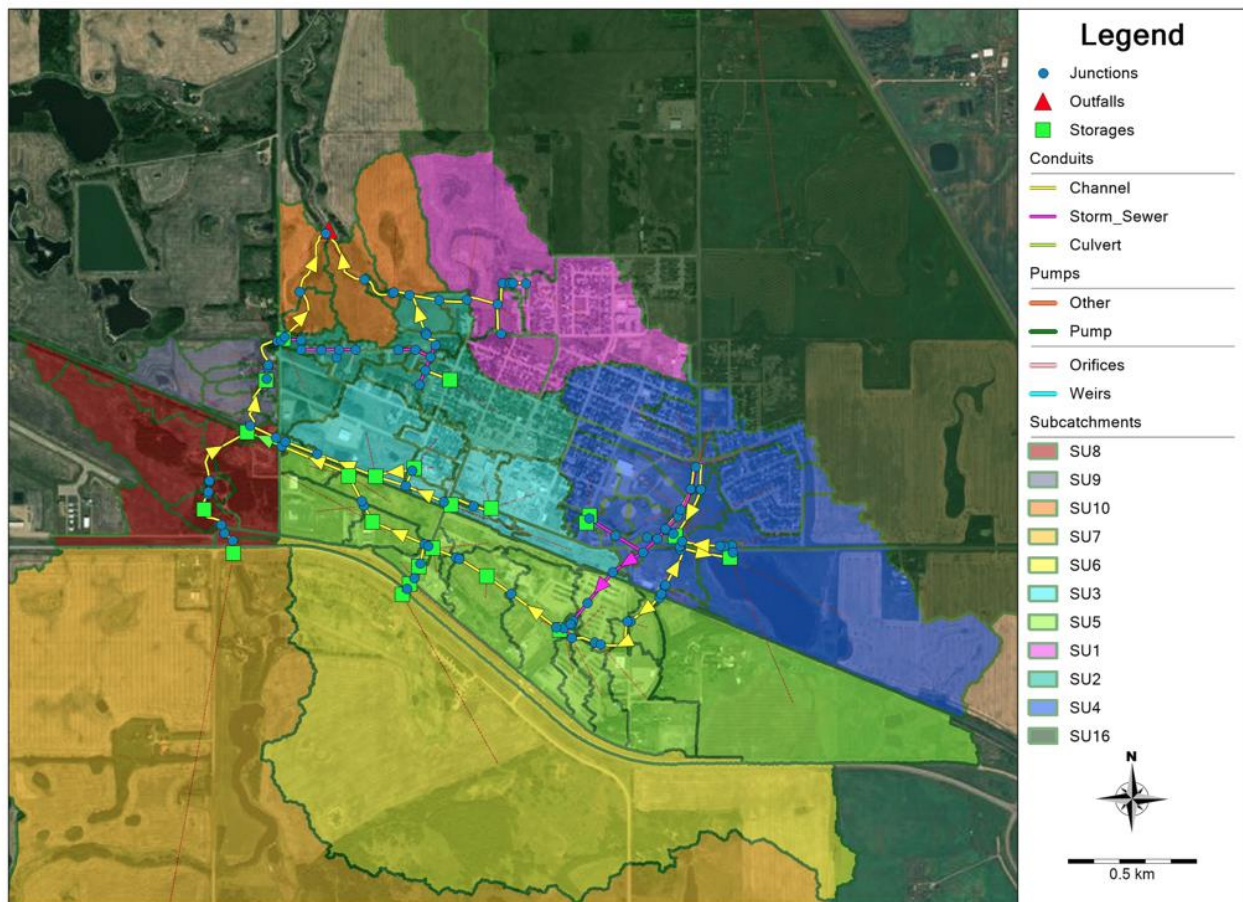 Legend
Junctions
Outfalls
Storages
Conduits
Channel
Storm_Sewer
Culvert
Pumps
Other
Pump
Orifices
Weirs
Subcatchments
SU8
SU9
SU10
SU7
SU6
SU3
SU5
SU1
SU2
SU4
SU16
N
0.5 km